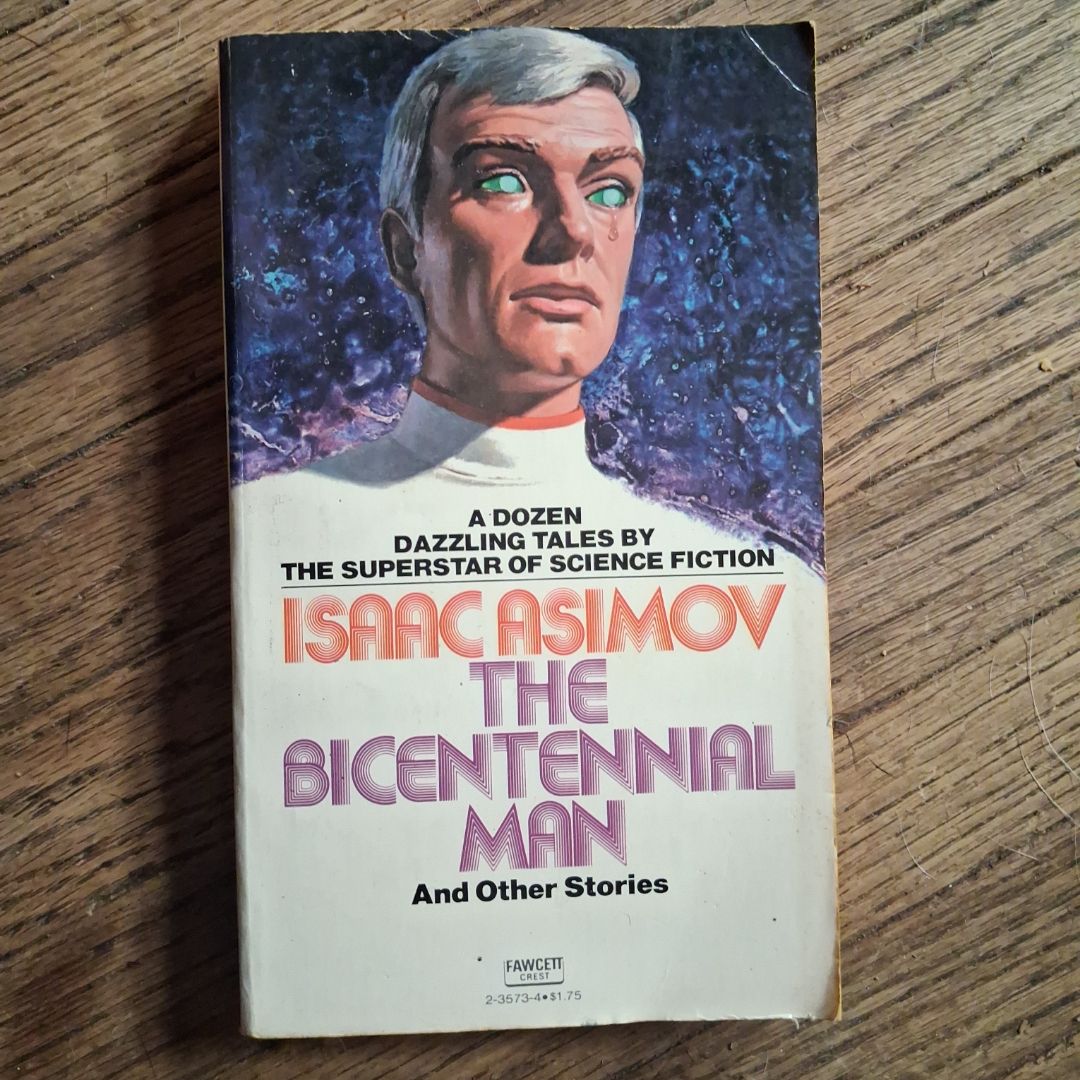 A DOZEN
DAZZLING TALES BY
THE SUPERSTAR OF SCIENCE FICTION
ISAAC ASIMOV
THE
BICENTENNIAL
MAN
And Other Stories
FAWCETT
CREST
2-3573-4•$1.75